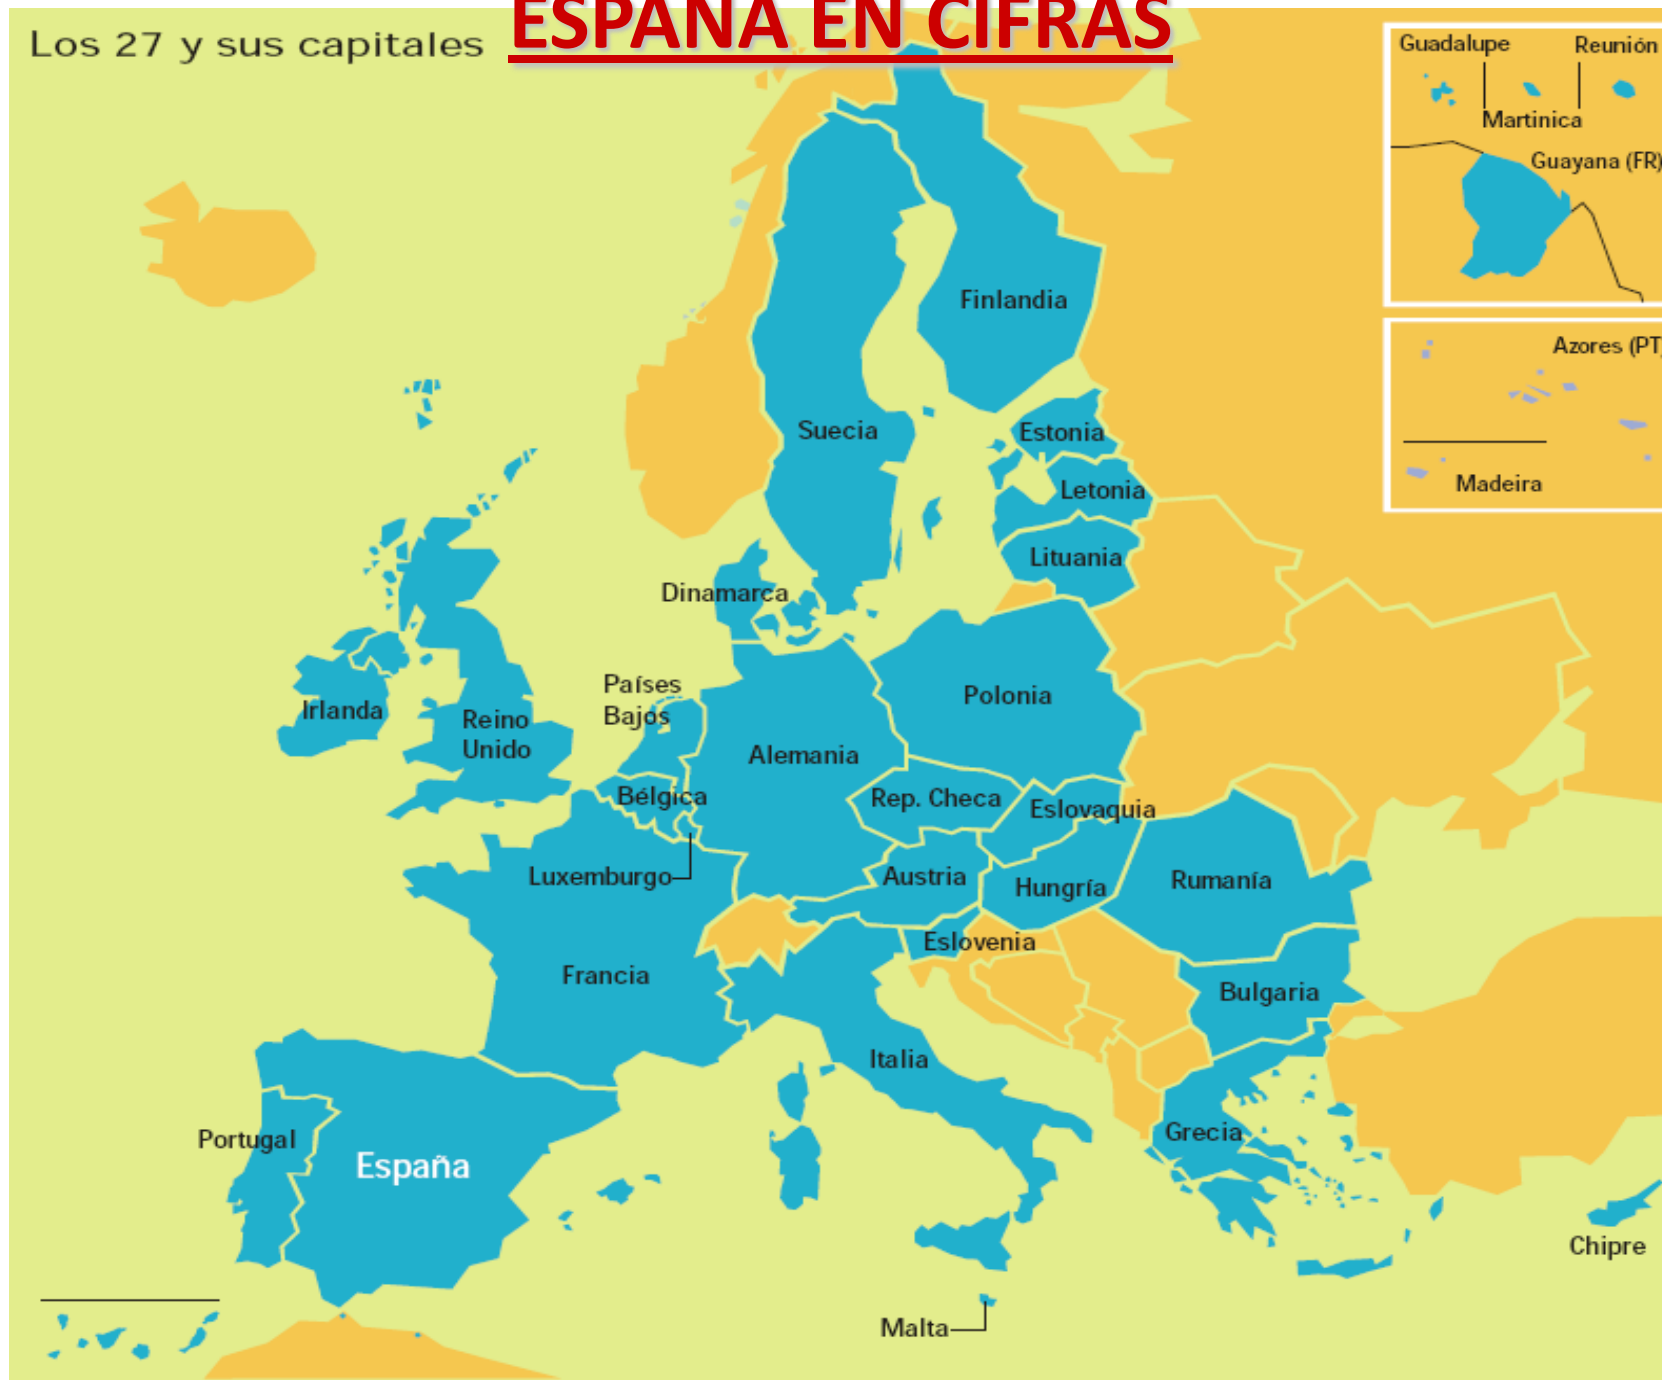 ESPAÑA EN CIFRAS
Los 27 y sus capitales
Guadalupe
Reunión
Martinica
Guayana (FR)
Azores (PT)
Madeira
Finlandia
Suecia
Estonia
Letonia
Lituania
Dinamarca
Países
Bajos
Irlanda
Reino
Unido
Polonia
Alemania
Bélgica
Rep. Checa
Eslovaquia
Luxemburgo
Austria
Hungría
Rumanía
Eslovenia
Francia
Bulgaria
Italia
Portugal
España
Grecia
Chipre
Malta